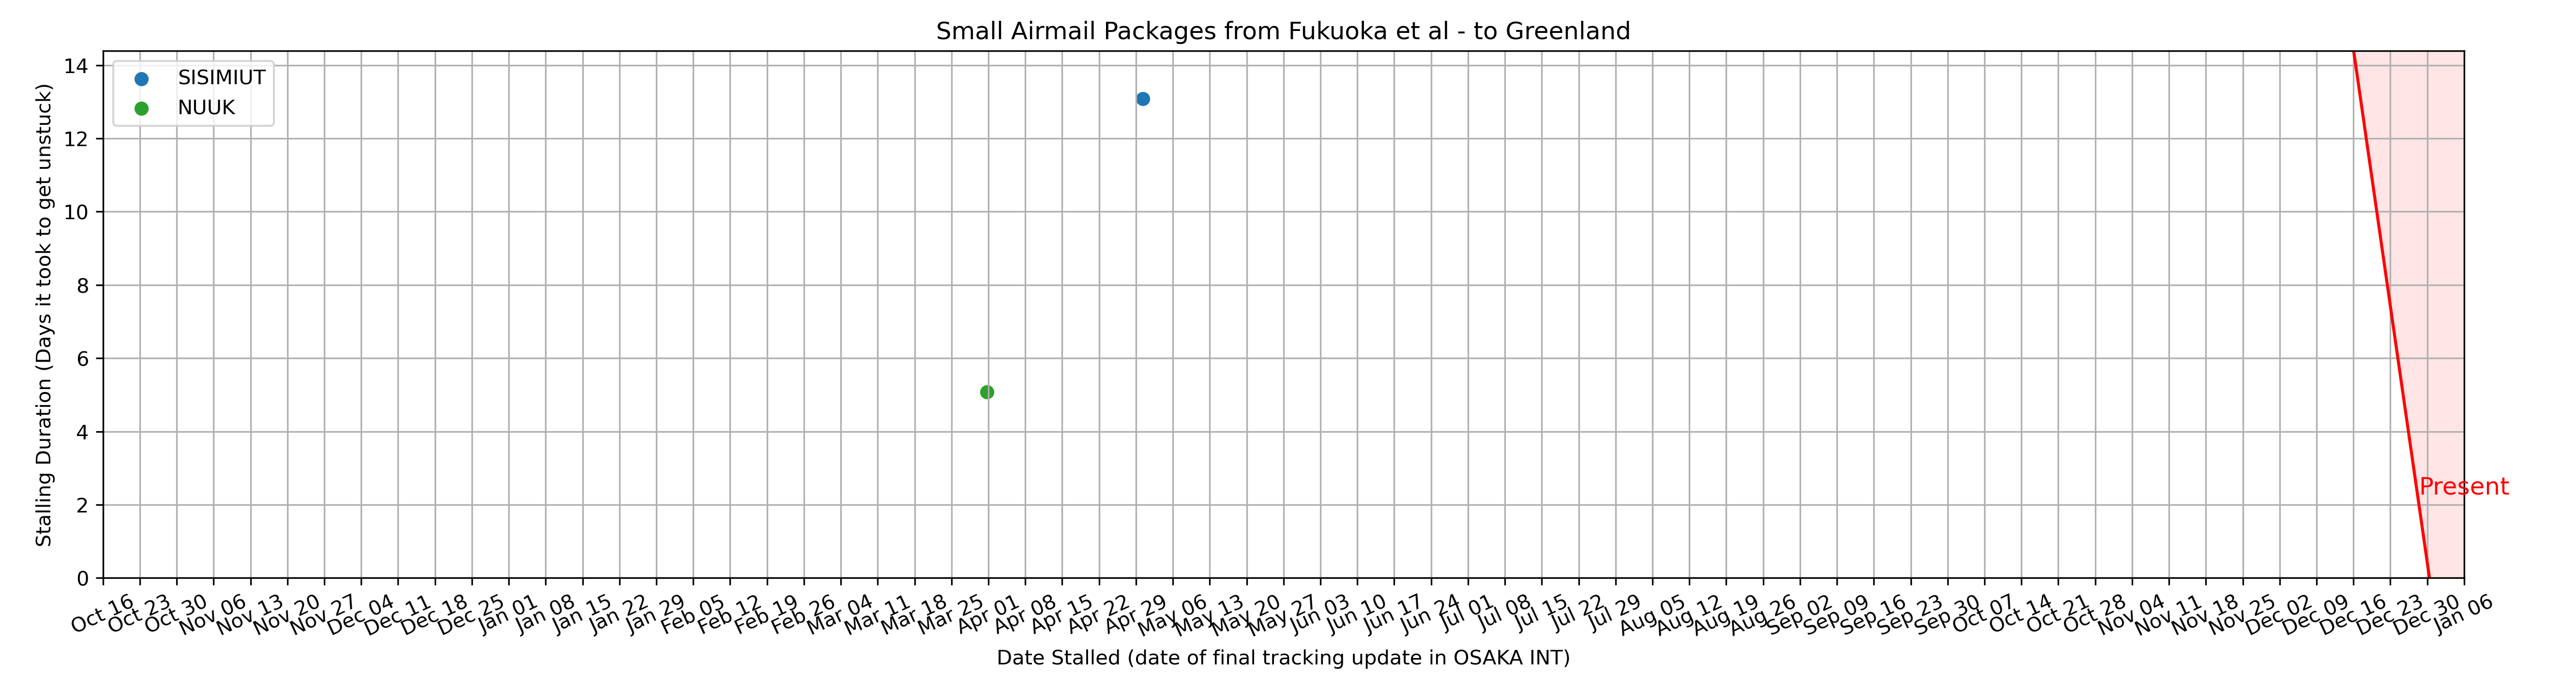 Small Airmail Packages from Fukuoka et al - to Greenland
SISIMIUT
NUUK
Stalling Duration (Days it took to get unstuck)
14
12
10
8
6
4
2
0
Present
Oct 16
Oct 23
Oct 30
Nov 06
Nov 13
Nov 20
Nov 27
Dec 04
Dec 11
Dec 18
Dec 25
Jan 01
Jan 08
Jan 15
Jan 22
Jan 29
Feb 05
Feb 12
Feb 19
Feb 26
Mar 04
Mar 11
Mar 18
Mar 25
Apr 01
Apr 08
Apr 15
Apr 22
Apr 29
May 06
May 13
May 20
May 27
Jun 03
Jun 10
Jun 17
Jun 24
Jul 01
Jul 08
Jul 15
Jul 22
Jul 29
Aug 05
Aug 12
Aug 19
Aug 26
Sep 02
Sep 09
Sep 16
Sep 23
Sep 30
Oct 07
Oct 14
Oct 21
Oct 28
Nov 04
Nov 11
Nov 18
Nov 25
Dec 02
Dec 09
Dec 16
Dec 23
Dec 30
Jan 06
Date Stalled (date of final tracking update in OSAKA INT)